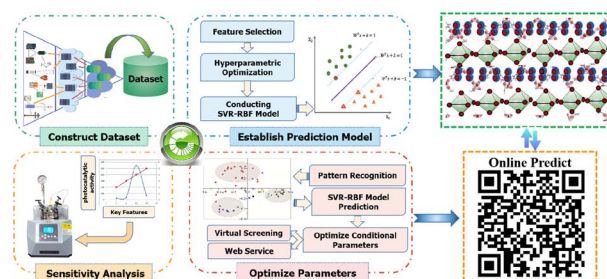 Feature Selection
Hyperparametric
Optimization
Conducting
SVR-RBF Model
Dataset
Construct Dataset
Establish Prediction Model
photocatalytic
activity
Key Features
Sensitivity Analysis
Pattern Recognition
SVR-RBF Model
Prediction
Virtual Screening
Web Service
Optimize Conditional
Parameters
Optimize Parameters
Online Predict